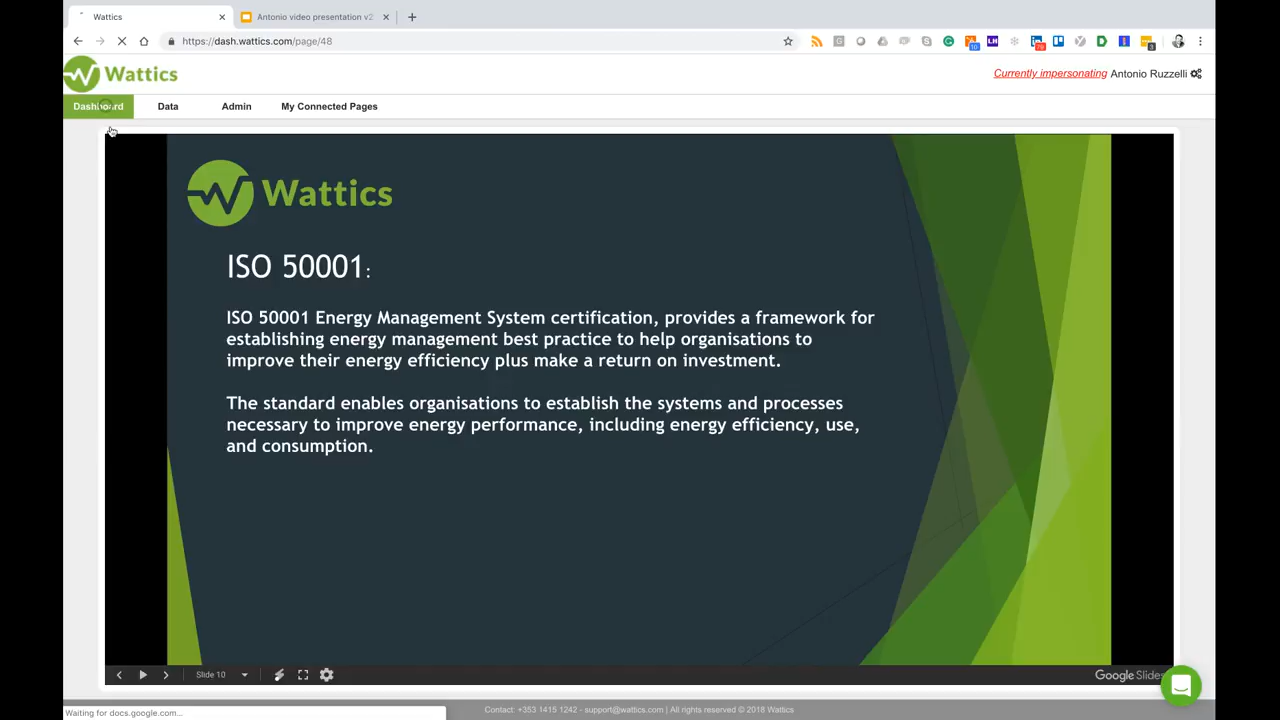 Wattics
Antonio video presentation v2
https://dash.wattics.com/page/48
Wattics
Currently impersonating Antonio Ruzzelli
Dashboard Data Admin My Connected Pages
Wattics
ISO 50001:
ISO 50001 Energy Management System certification, provides a framework for
establishing energy management best practice to help organisations to
improve their energy efficiency plus make a return on investment.
The standard enables organisations to establish the systems and processes
necessary to improve energy performance, including energy efficiency, use,
and consumption.
Slide 10
Google Slides
Waiting for docs.google.com...
Contact: +353 1415 1242 - support@wattics.com | All rights reserved © 2018 Wattics